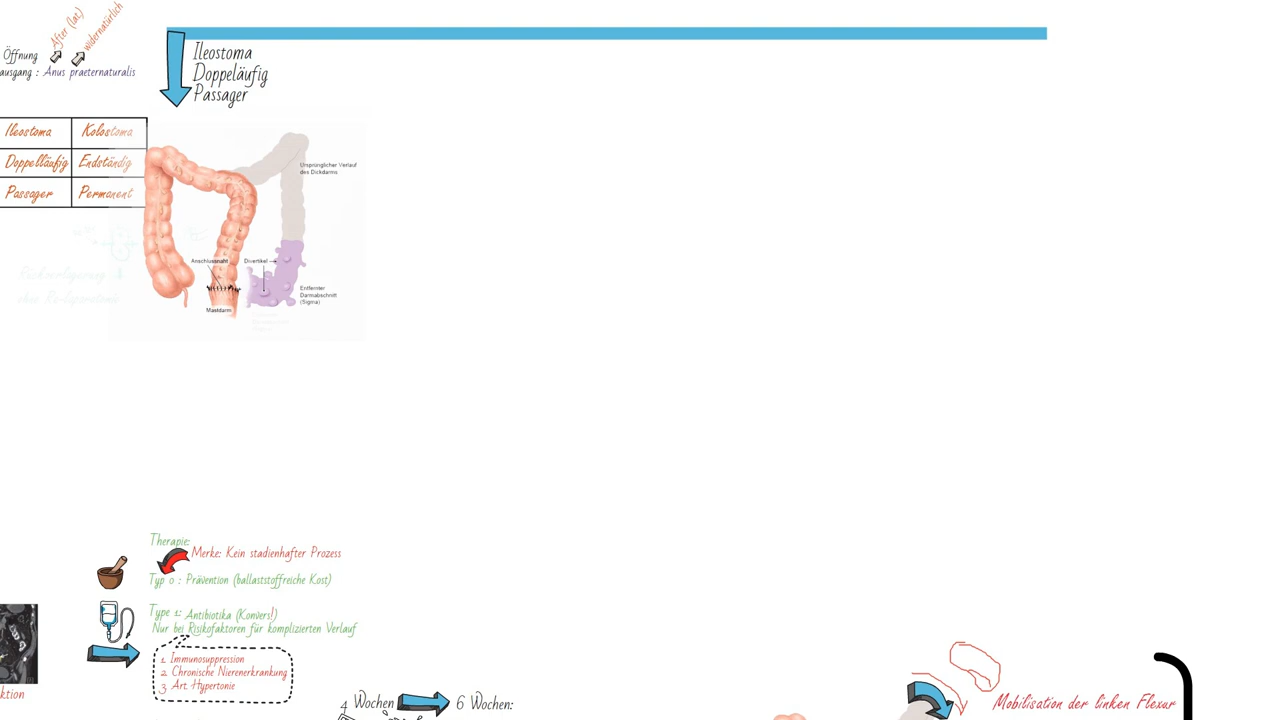 After (lat)
widernatürlich
Öffnung
ausgang : Anus praeternaturalis
Ileostoma
Doppeläufig
Passager
Ileostoma Kolostoma
Doppelläufig Endständig
Passager Permanent
Ursprünglicher Verlauf
des Dickdarms
Anschlussnaht Divertikel
Entfernter
Darmabschnitt
(Sigma)
Mastdarm
Therapie:
Merke: Kein stadienhafter Prozess
Typ 0 : Prävention (ballaststoffreiche Kost)
Type 1: Antibiotika (Konvers!)
Nur bei Risikofaktoren für komplizierten Verlauf
1. Immunosuppression
2. Chronische Nierenerkrankung
3 Art Hypertonie
ktion
4 Wochen 6 Wochen:
Mobilisation der linken Flexur